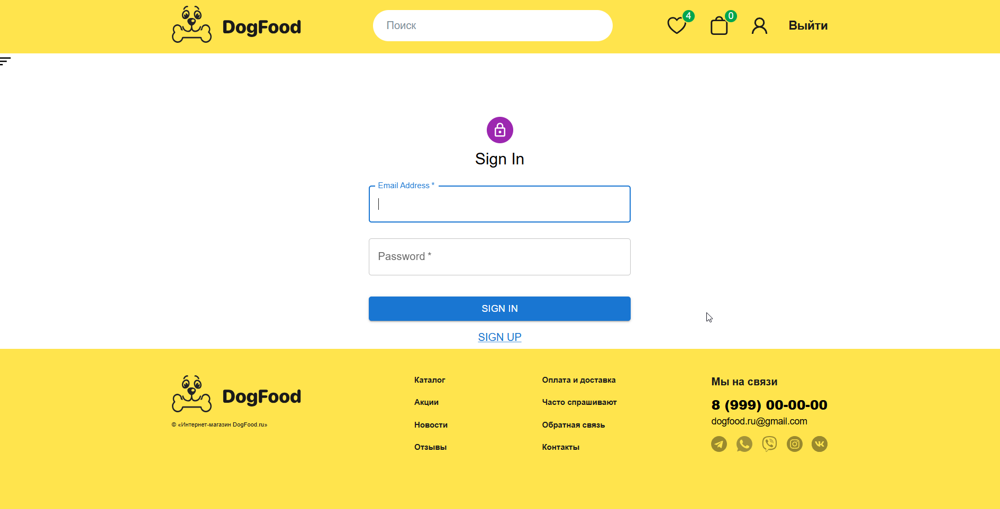 DogFood
Поиск
4
0
Выйти
Sign In
Email Address *
Password *
SIGN IN
SIGN UP
DogFood
© «Интернет-магазин DogFood.ru»
Каталог
Акции
Новости
Отзывы
Оплата и доставка
Часто спрашивают
Обратная связь
Контакты
Мы на связи
8 (999) 00-00-00
dogfood.ru@gmail.com